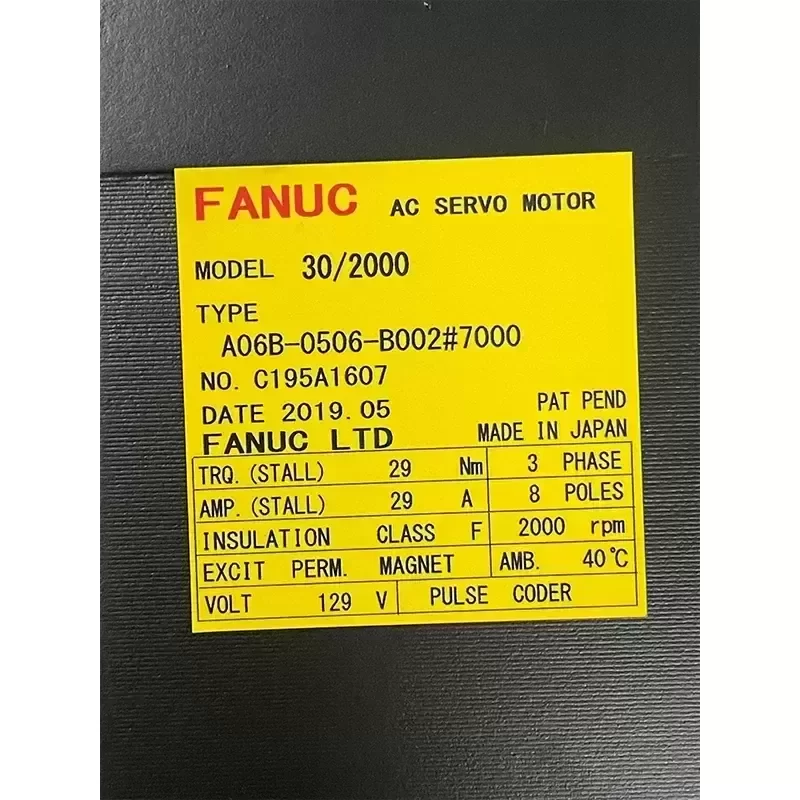 FANUC AC SERVO MOTOR
MODEL 30/2000
TYPE
A06B-0506-B002#7000
NO. C195A1607
DATE 2019.05 PAT PEND
FANUC LTD MADE IN JAPAN
TRQ. (STALL) 29 Nm 3 PHASE
AMP. (STALL) 29 A 8 POLES
INSULATION CLASS F 2000 rpm
EXCIT PERM. MAGNET AMB. 40℃
VOLT 129 V PULSE CODER